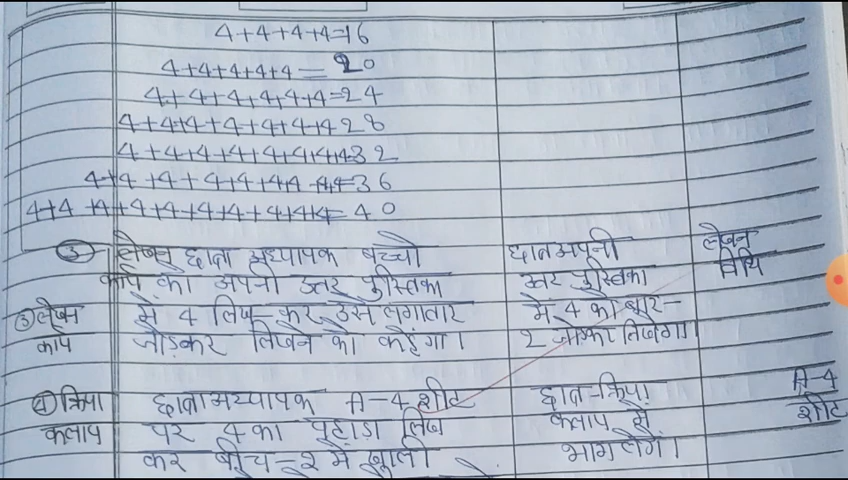 4+4+4+4=16
4+4+4+4+4 = 20
4+4+4+4+4+4=24
4+4+4+4+4+4+4 28
4+4+4+4+4+4+4+4=32
4+4+4+4+4+4+4+4+4=36
4+4+4+4+4+4+4+4+4+4= 40
③ लेखन छात्रा अध्यापक बच्चो छात्र अपनी लेखन
कार्य को अपनी उत्तर पुस्तिका उत्तर पुस्तिका विधि
③ लेखन में 4 लिख-कर उसे लगातार में 4 को बार-
कार्य जोड़कर लिखने को कहेंगा। 2 जोड़कर लिखेगा।
④ क्रिया छात्राअध्यापक A-4 शीट छात्र-क्रिया A-4
कलाप पर 4 का पहाड़ा लिख कलाप से शीट
कर बीच-2 में खाली भाग लेंगे।